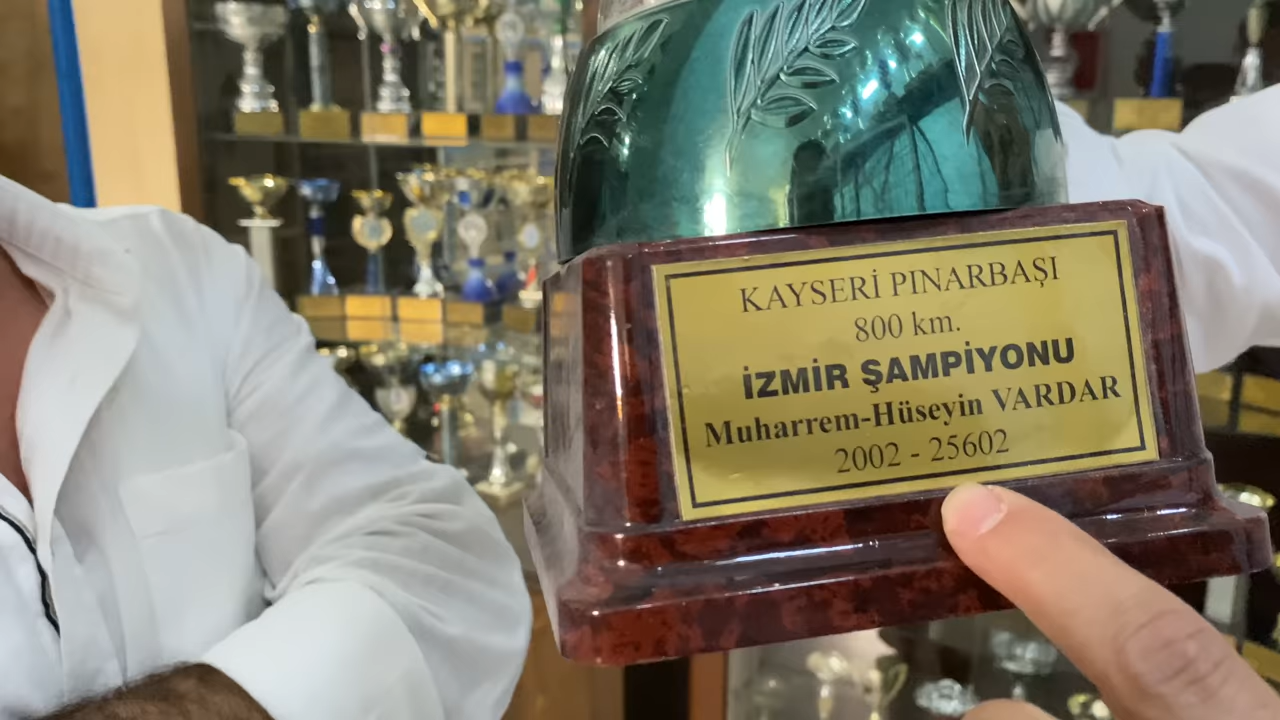 KAYSERİ PINARBAŞI
800 km.
İZMİR ŞAMPİYONU
Muharrem-Hüseyin VARDAR
2002 - 25602